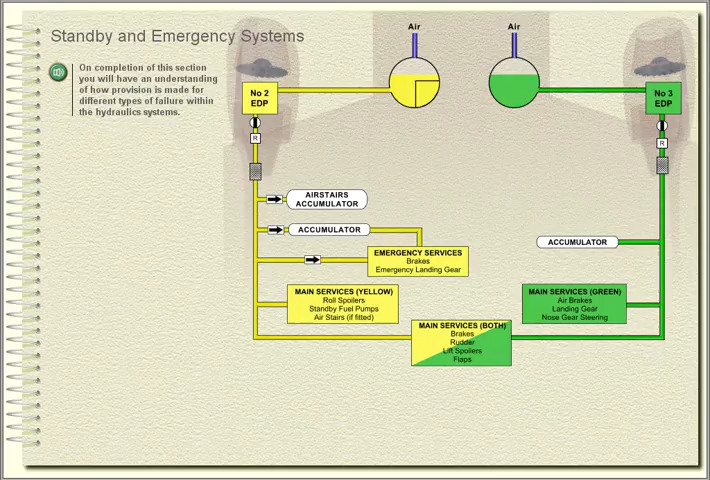 Standby and Emergency Systems
On completion of this section
you will have an understanding
of how provision is made for
different types of failure within
the hydraulics systems.
Air
Air
No 2
EDP
No 3
EDP
R
R
AIRSTAIRS
ACCUMULATOR
ACCUMULATOR
ACCUMULATOR
EMERGENCY SERVICES
Brakes
Emergency Landing Gear
MAIN SERVICES (YELLOW)
Roll Spoilers
Standby Fuel Pumps
Air Stairs (if fitted)
MAIN SERVICES (GREEN)
Air Brakes
Landing Gear
Nose Gear Steering
MAIN SERVICES (BOTH)
Brakes
Rudder
Lift Spoilers
Flaps